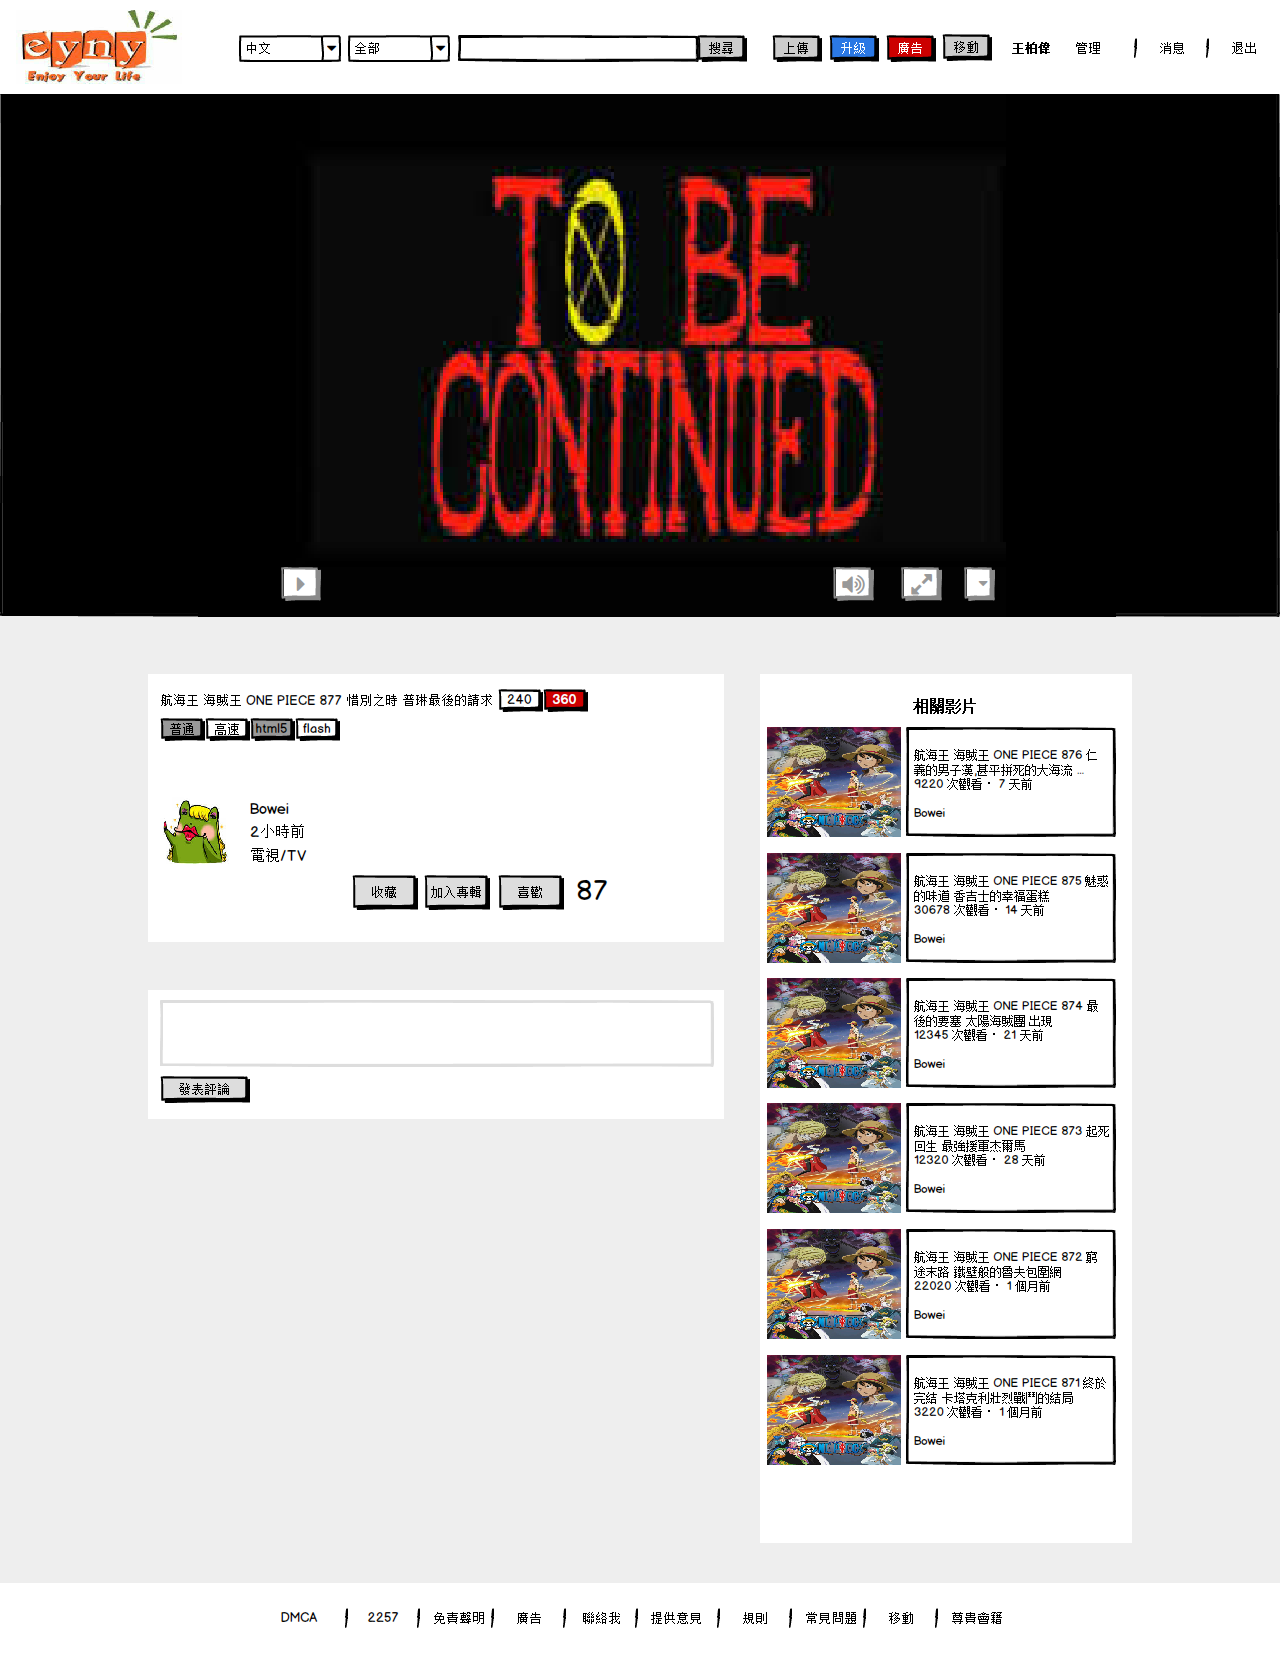 eyny
Enjoy Your Life
中文 全部 搜尋 上傳 升級 廣告 移動 王柏偉 管理 消息 退出
TO BE
CONTINUED
航海王 海賊王 ONE PIECE 877 惜別之時 普琳最後的請求 240 360
普通 高速 html5 flash
Bowei
2小時前
電視/TV
收藏 加入專輯 喜歡 87
發表評論
相關影片
航海王 海賊王 ONE PIECE 876 仁
義的男子漢,甚平拼死的大海流 ...
9220 次觀看・ 7 天前
Bowei
航海王 海賊王 ONE PIECE 875 魅惑
的味道 香吉士的幸福蛋糕
30678 次觀看・ 14 天前
Bowei
航海王 海賊王 ONE PIECE 874 最
後的要塞 太陽海賊團 出現
12345 次觀看・ 21 天前
Bowei
航海王 海賊王 ONE PIECE 873 起死
回生 最強援軍杰爾馬
12320 次觀看・ 28 天前
Bowei
航海王 海賊王 ONE PIECE 872 窮
途末路 鐵壁般的魯夫包圍網
22020 次觀看・ 1 個月前
Bowei
航海王 海賊王 ONE PIECE 871 終於
完結 卡塔克利壯烈戰鬥的結局
3220 次觀看・ 1 個月前
Bowei
DMCA 2257 免責聲明 廣告 聯絡我 提供意見 規則 常見問題 移動 尊貴會籍